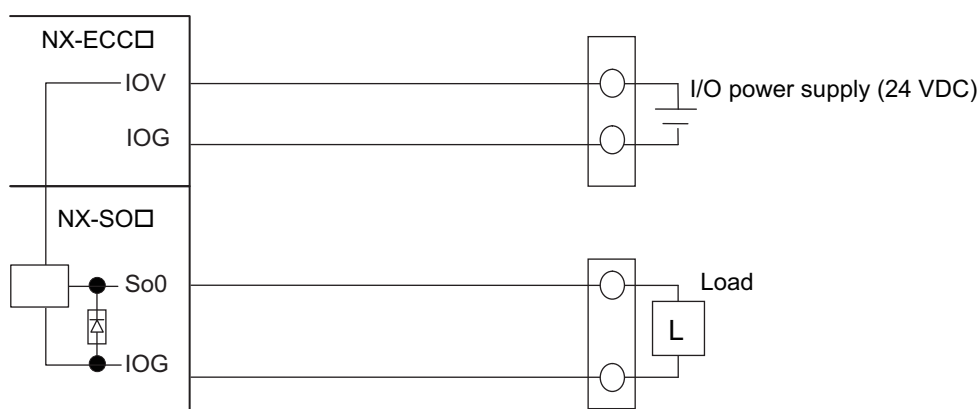 NX-ECC□
IOV
I/O power supply (24 VDC)
IOG
NX-SO□
So0
Load
L
IOG